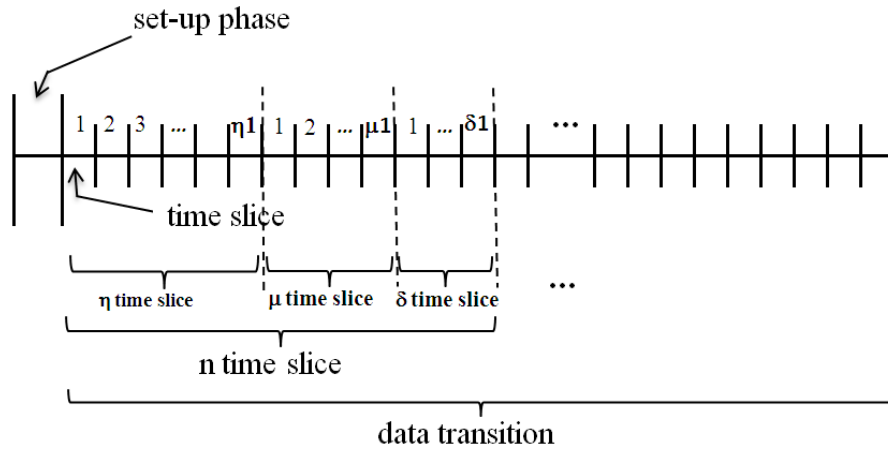 set-up phase
1 2 3 ... η1 1 2 ... μ1 1 ... δ1 ...
time slice
η time slice μ time slice δ time slice ...
n time slice
data transition